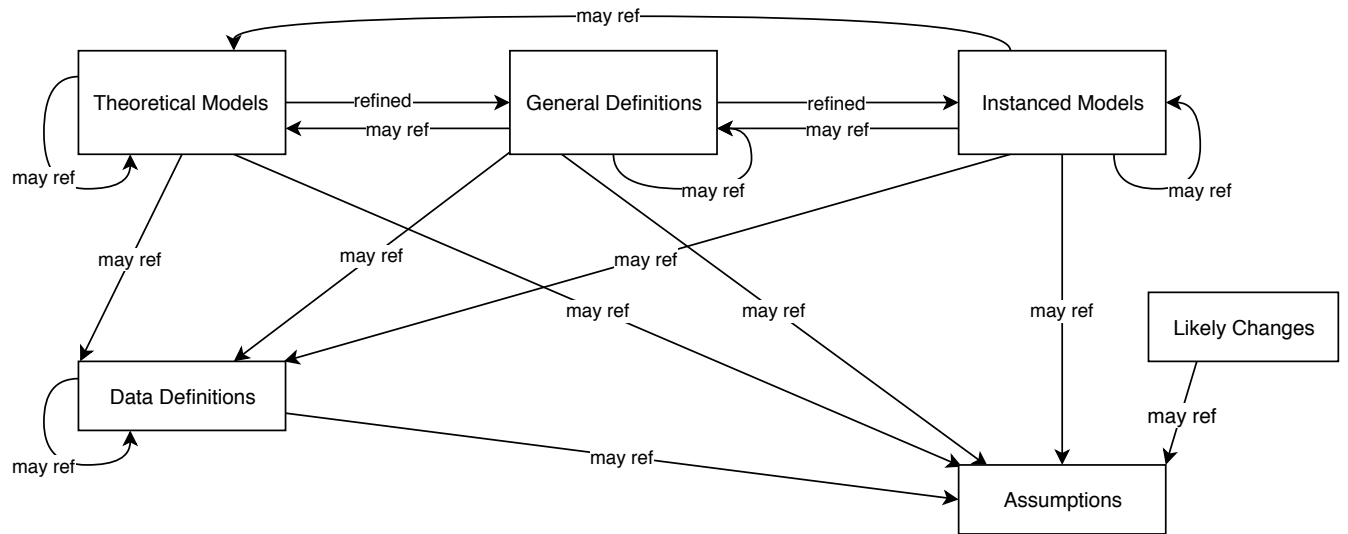 may ref
Theoretical Models
refined
General Definitions
refined
Instanced Models
may ref
may ref
may ref
may ref
may ref
may ref
may ref
may ref
may ref
may ref
may ref
may ref
Likely Changes
Data Definitions
may ref
may ref
may ref
Assumptions